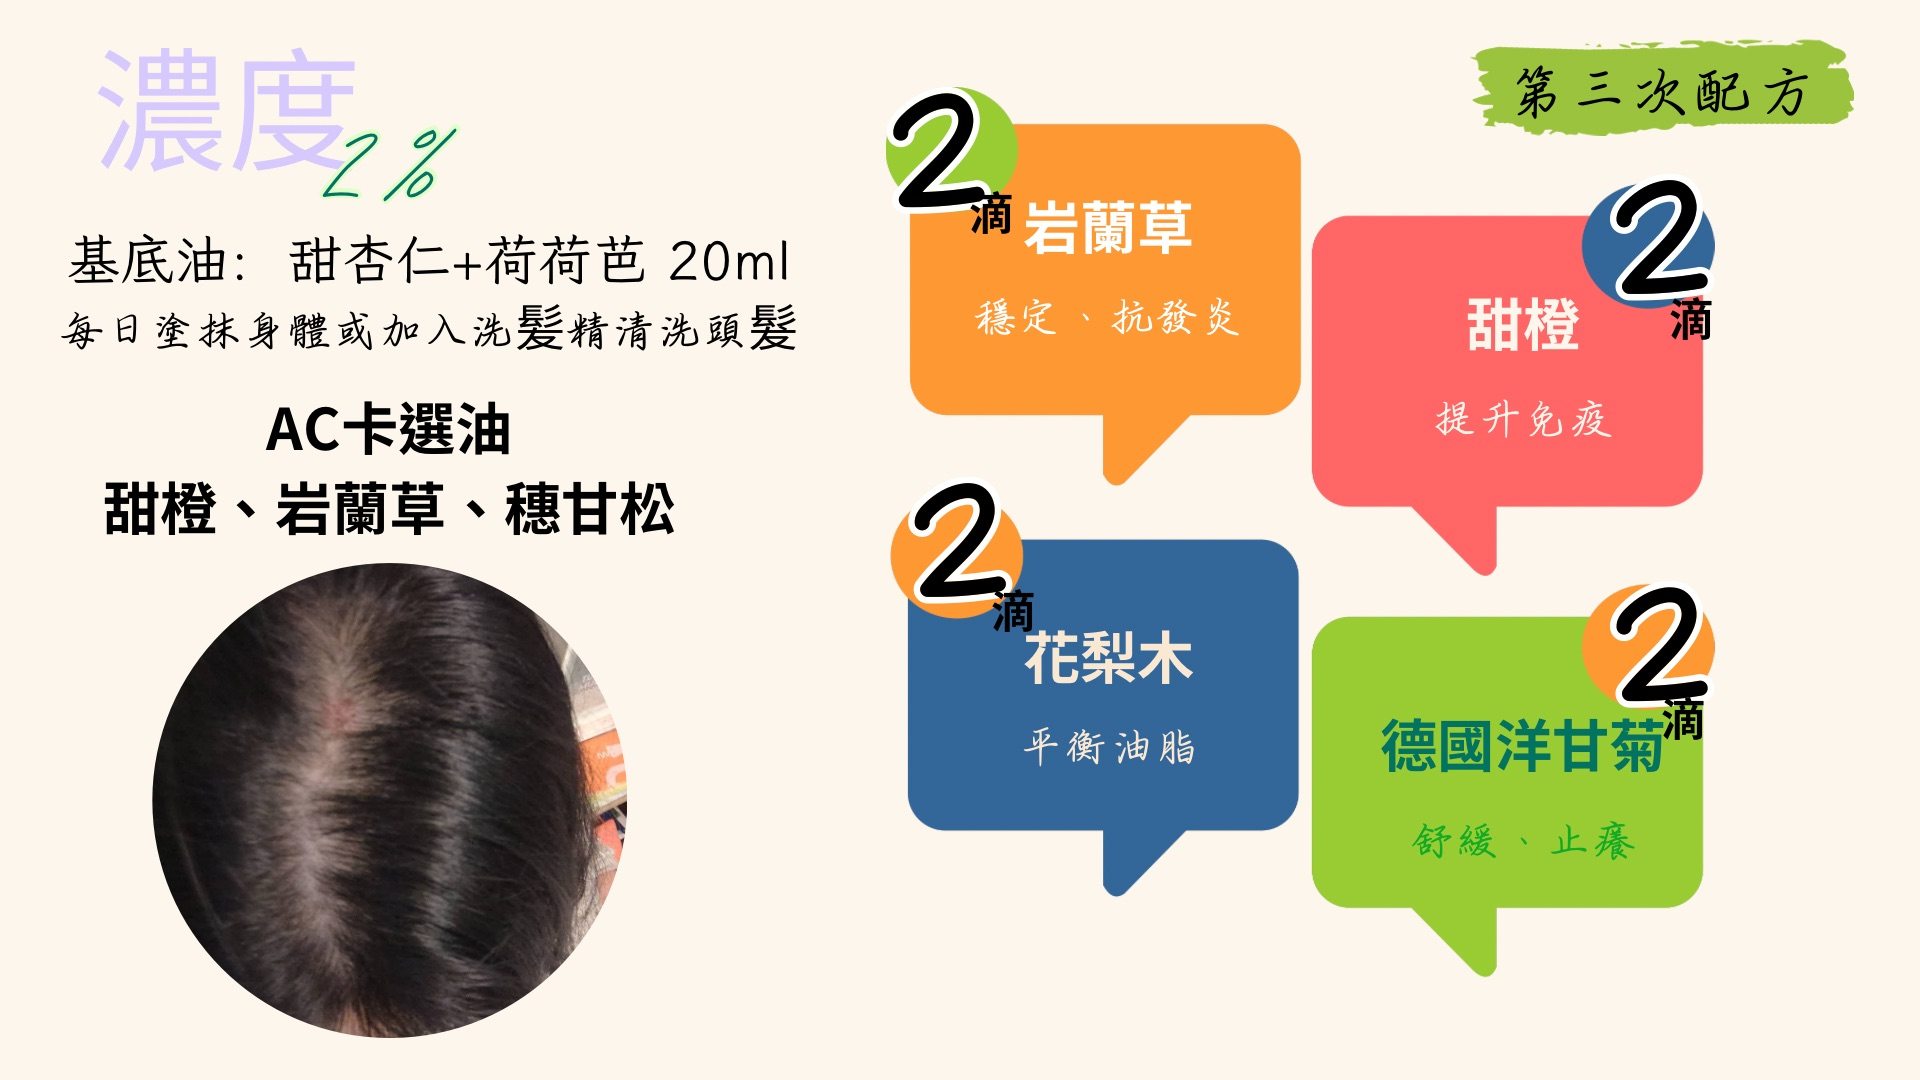 濃度
2%
基底油：甜杏仁+荷荷芭 20ml
每日塗抹身體或加入洗髮精清洗頭髮
AC卡選油
甜橙、岩蘭草、穗甘松
第三次配方
2滴
岩蘭草
穩定、抗發炎
2滴
甜橙
提升免疫
2滴
花梨木
平衡油脂
2滴
德國洋甘菊
舒緩、止癢